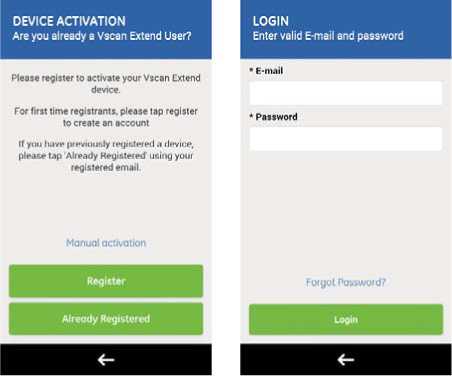 DEVICE ACTIVATION
Are you already a Vscan Extend User?
Please register to activate your Vscan Extend
device.
For first time registrants, please tap register
to create an account
If you have previously registered a device,
please tap 'Already Registered' using your
registered email.
Manual activation
Register
Already Registered
LOGIN
Enter valid E-mail and password
* E-mail
* Password
Forgot Password?
Login